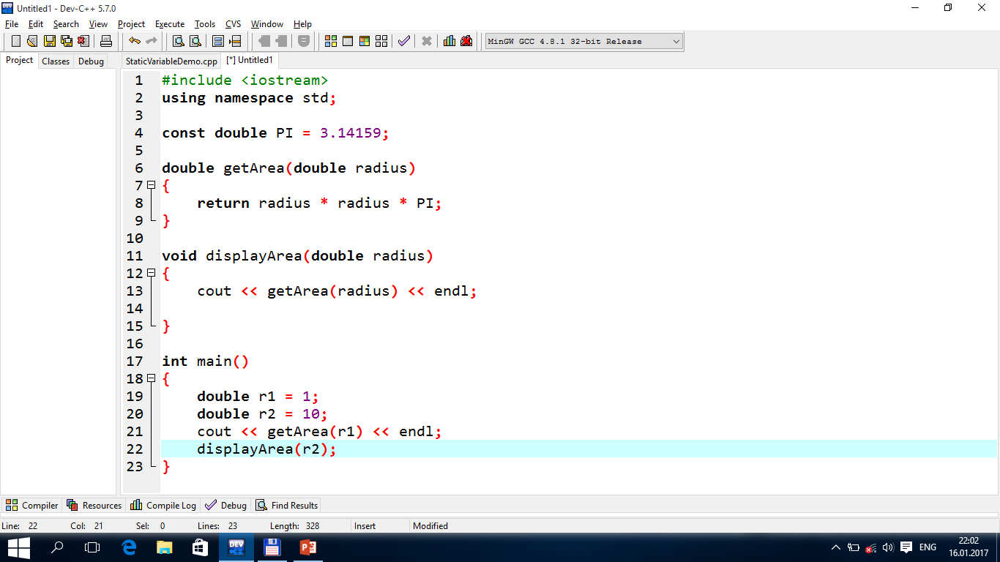 Untitled1 - Dev-C++ 5.7.0
File Edit Search View Project Execute Tools CVS Window Help
MinGW GCC 4.8.1 32-bit Release
Project Classes Debug StaticVariableDemo.cpp [*] Untitled1
1 #include <iostream>
2 using namespace std;
3
4 const double PI = 3.14159;
5
6 double getArea(double radius)
7 {
8     return radius * radius * PI;
9 }
10
11 void displayArea(double radius)
12 {
13     cout << getArea(radius) << endl;
14
15 }
16
17 int main()
18 {
19     double r1 = 1;
20     double r2 = 10;
21     cout << getArea(r1) << endl;
22     displayArea(r2);
23 }
Compiler Resources Compile Log Debug Find Results
Line: 22 Col: 21 Sel: 0 Lines: 23 Length: 328 Insert Modified
DEV C++ P ENG 22:02
16.01.2017